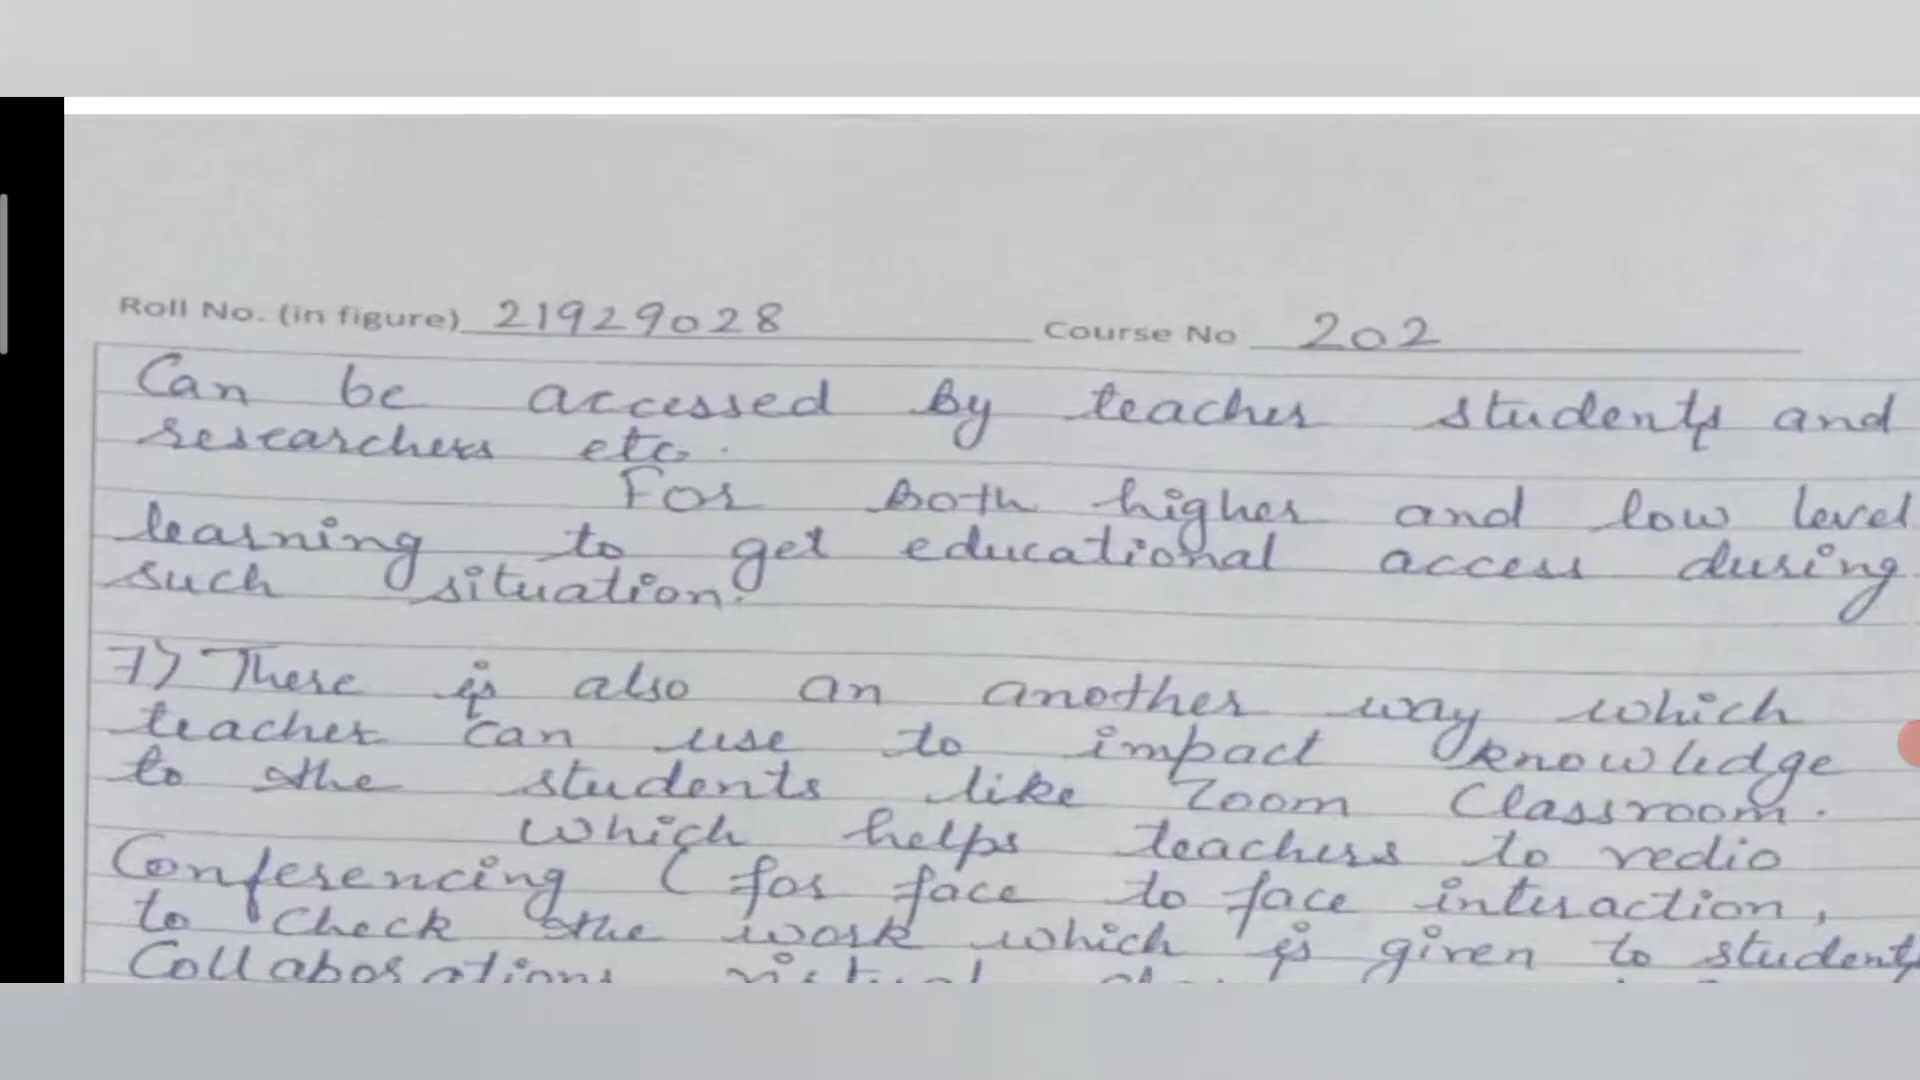 Roll No. (in figure) 21929028 Course No 202
Can be accessed by teacher students and
researchers etc.
For both higher and low level
learning to get educational access during
such situation.
7) There is also an another way which
teacher can use to impact knowledge
to the students like Zoom Classroom.
which helps teachers to vedio
Conferencing ( for face to face interaction,
to check the work which is given to students
Collaborations virtual